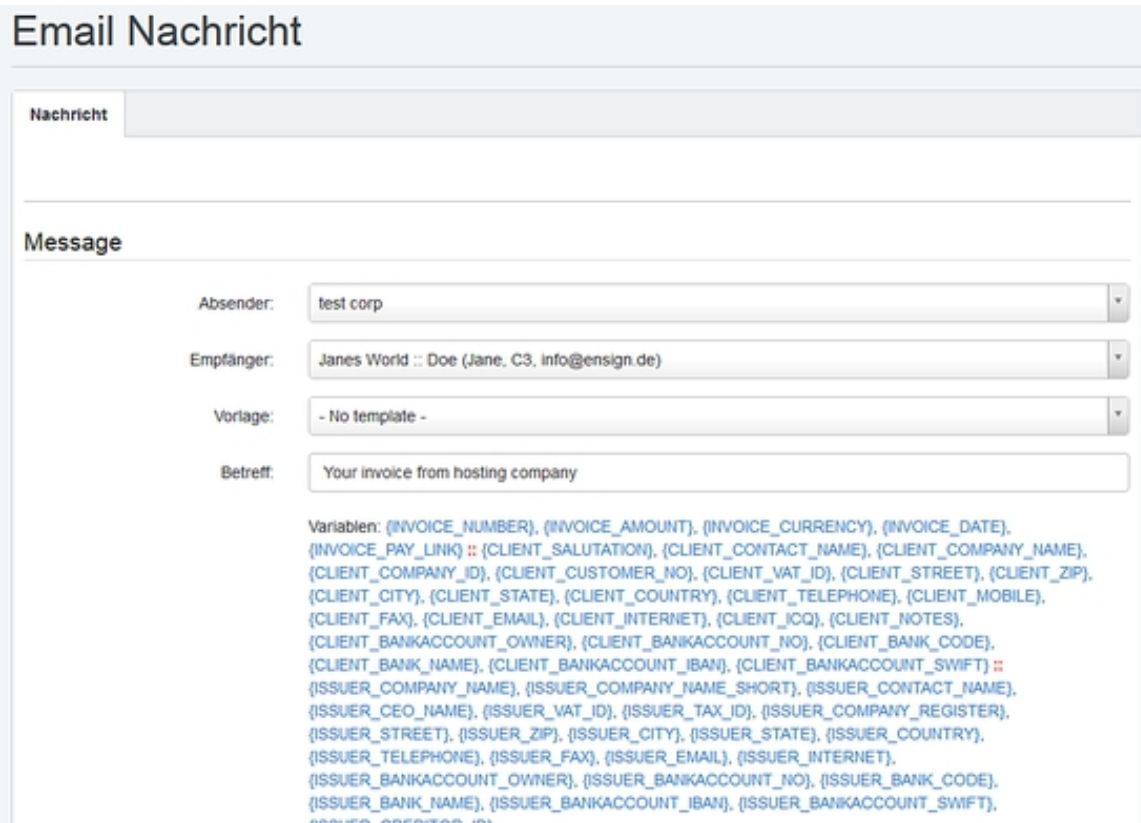 Email Nachricht
Nachricht
Message
Absender: test corp
Empfänger: Janes World :: Doe (Jane, C3, info@ensign.de)
Vorlage: - No template -
Betreff: Your invoice from hosting company
Variablen: {INVOICE_NUMBER}, {INVOICE_AMOUNT}, {INVOICE_CURRENCY}, {INVOICE_DATE},
{INVOICE_PAY_LINK} :: {CLIENT_SALUTATION}, {CLIENT_CONTACT_NAME}, {CLIENT_COMPANY_NAME},
{CLIENT_COMPANY_ID}, {CLIENT_CUSTOMER_NO}, {CLIENT_VAT_ID}, {CLIENT_STREET}, {CLIENT_ZIP},
{CLIENT_CITY}, {CLIENT_STATE}, {CLIENT_COUNTRY}, {CLIENT_TELEPHONE}, {CLIENT_MOBILE},
{CLIENT_FAX}, {CLIENT_EMAIL}, {CLIENT_INTERNET}, {CLIENT_ICQ}, {CLIENT_NOTES},
{CLIENT_BANKACCOUNT_OWNER}, {CLIENT_BANKACCOUNT_NO}, {CLIENT_BANK_CODE},
{CLIENT_BANK_NAME}, {CLIENT_BANKACCOUNT_IBAN}, {CLIENT_BANKACCOUNT_SWIFT} ::
{ISSUER_COMPANY_NAME}, {ISSUER_COMPANY_NAME_SHORT}, {ISSUER_CONTACT_NAME},
{ISSUER_CEO_NAME}, {ISSUER_VAT_ID}, {ISSUER_TAX_ID}, {ISSUER_COMPANY_REGISTER},
{ISSUER_STREET}, {ISSUER_ZIP}, {ISSUER_CITY}, {ISSUER_STATE}, {ISSUER_COUNTRY},
{ISSUER_TELEPHONE}, {ISSUER_FAX}, {ISSUER_EMAIL}, {ISSUER_INTERNET},
{ISSUER_BANKACCOUNT_OWNER}, {ISSUER_BANKACCOUNT_NO}, {ISSUER_BANK_CODE},
{ISSUER_BANK_NAME}, {ISSUER_BANKACCOUNT_IBAN}, {ISSUER_BANKACCOUNT_SWIFT},